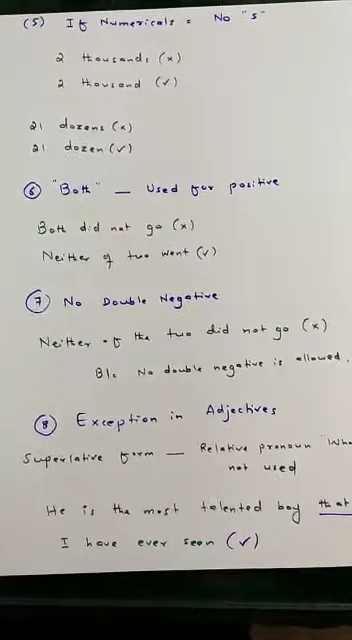 (5) If Numericals = No "s"
2 thousands (x)
2 thousand (✓)
21 dozens (x)
21 dozen (✓)
⑥ "Both" — Used for positive
Both did not go (x)
Neither of two went (✓)
⑦ No Double Negative
Neither of the two did not go (x)
B/c No double negative is allowed.
⑧ Exception in Adjectives
Superlative form — Relative pronoun "Who
not used
He is the most talented boy that
I have ever seen (✓)